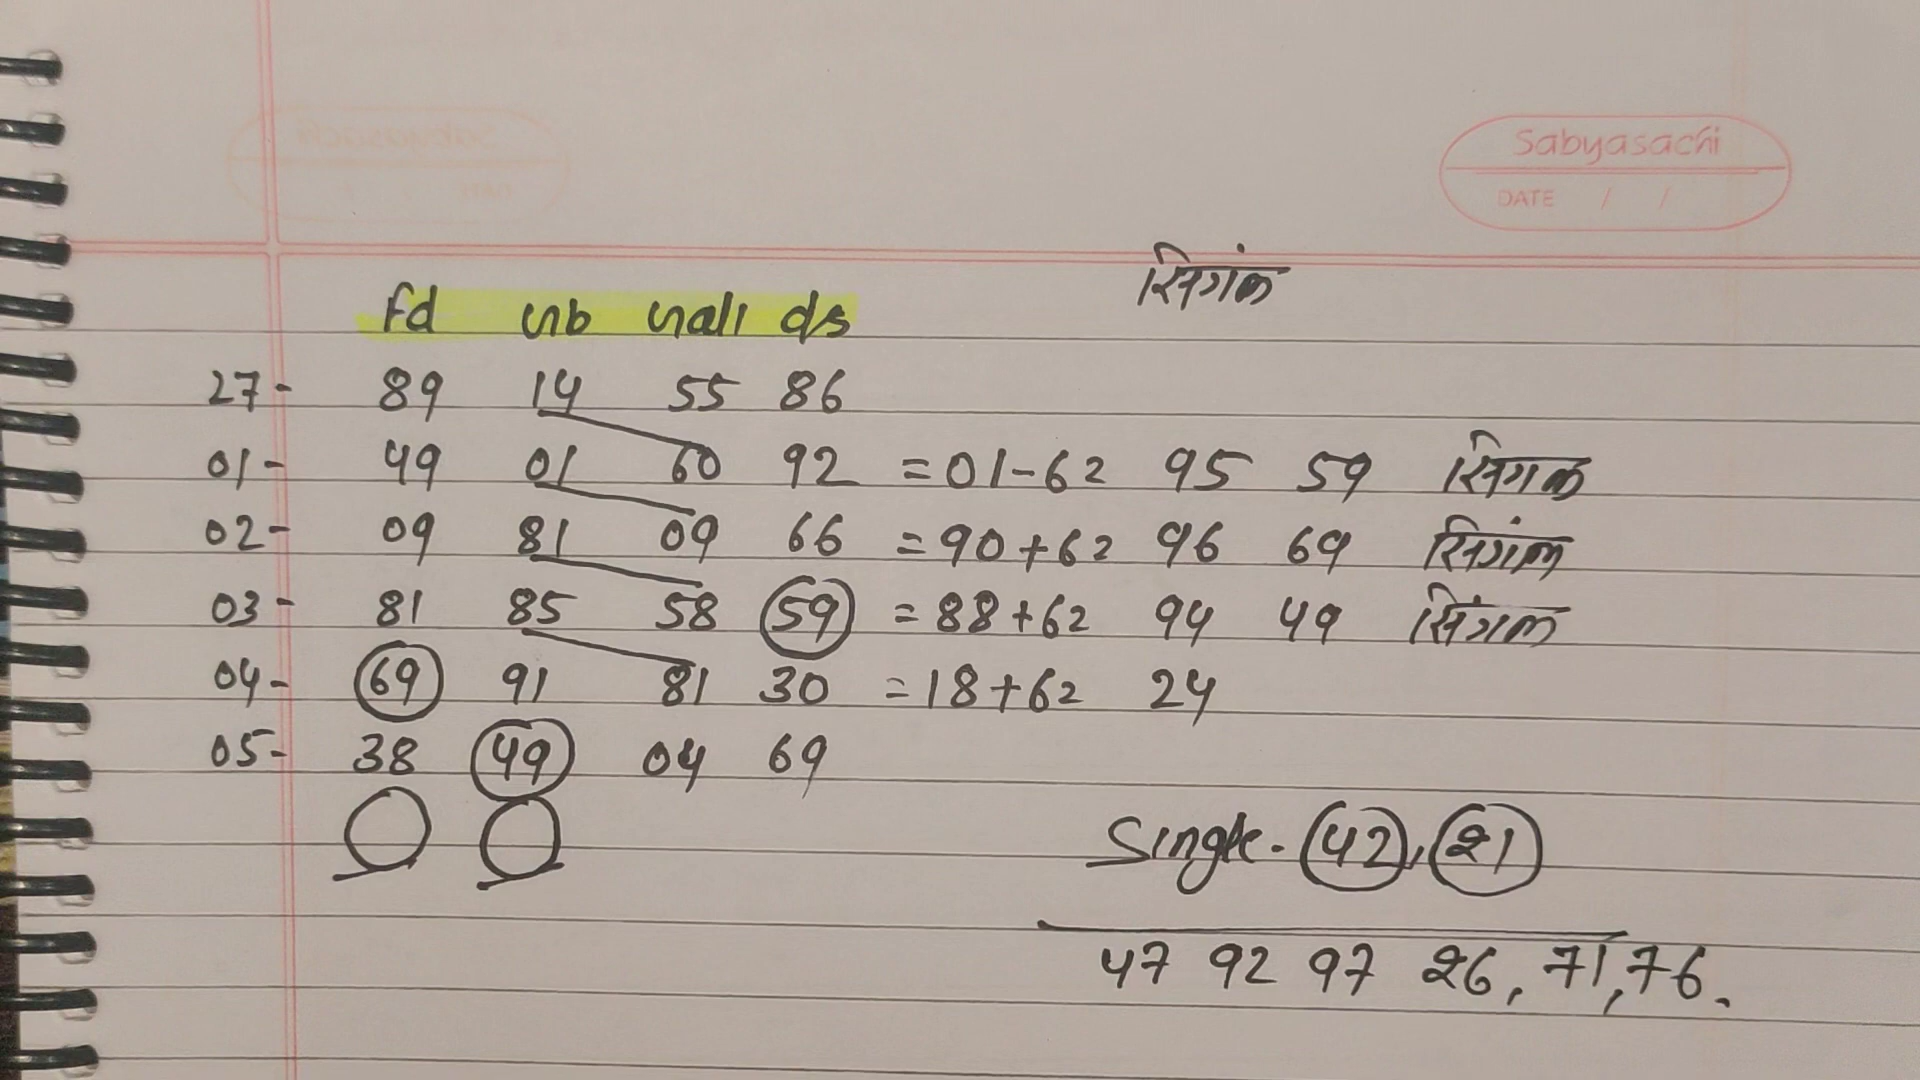 Sabyasachi
DATE / /
सिगंल
Fd gb gali ds
27- 89 14 55 86
01- 49 01 60 92 =01-62 95 59 सिगल
02- 09 81 09 66 =90+62 96 69 सिगंल
03- 81 85 58 59 =88+62 94 49 सिंगल
04- 69 91 81 30 =18+62 24
05- 38 49 04 69
Single. 42, 21
47 92 97 26, 71, 76.